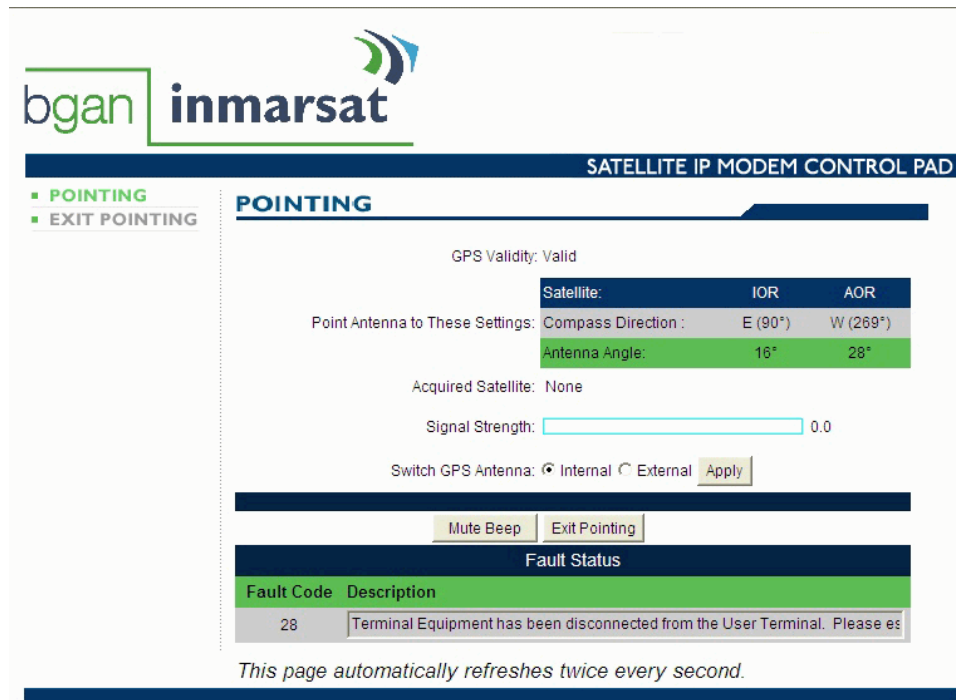 bgan inmarsat
SATELLITE IP MODEM CONTROL PAD
POINTING
EXIT POINTING
POINTING
GPS Validity: Valid
Satellite: IOR AOR
Point Antenna to These Settings: Compass Direction : E (90°) W (269°)
Antenna Angle: 16° 28°
Acquired Satellite: None
Signal Strength: 0.0
Switch GPS Antenna: Internal External Apply
Mute Beep Exit Pointing
Fault Status
Fault Code Description
28 Terminal Equipment has been disconnected from the User Terminal. Please es
This page automatically refreshes twice every second.